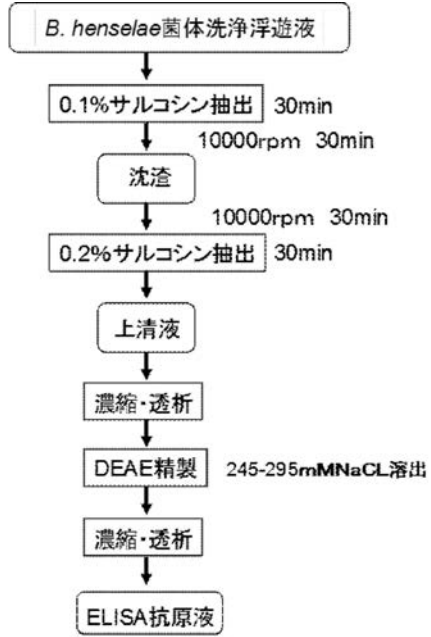 B. henselae菌体洗浄浮遊液
0.1%サルコシン抽出 30min
10000rpm 30min
沈渣
10000rpm 30min
0.2%サルコシン抽出 30min
上清液
濃縮・透析
DEAE精製 245-295mMNaCL溶出
濃縮・透析
ELISA抗原液